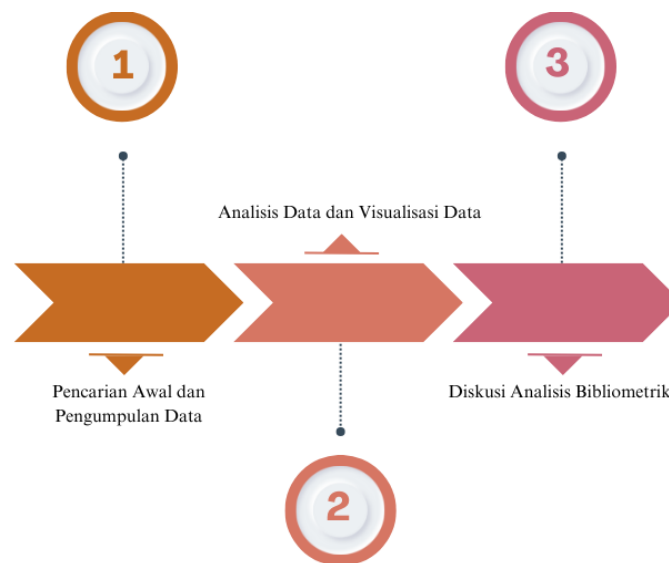 1
3
Analisis Data dan Visualisasi Data
Pencarian Awal dan
Pengumpulan Data
Diskusi Analisis Bibliometrik
2